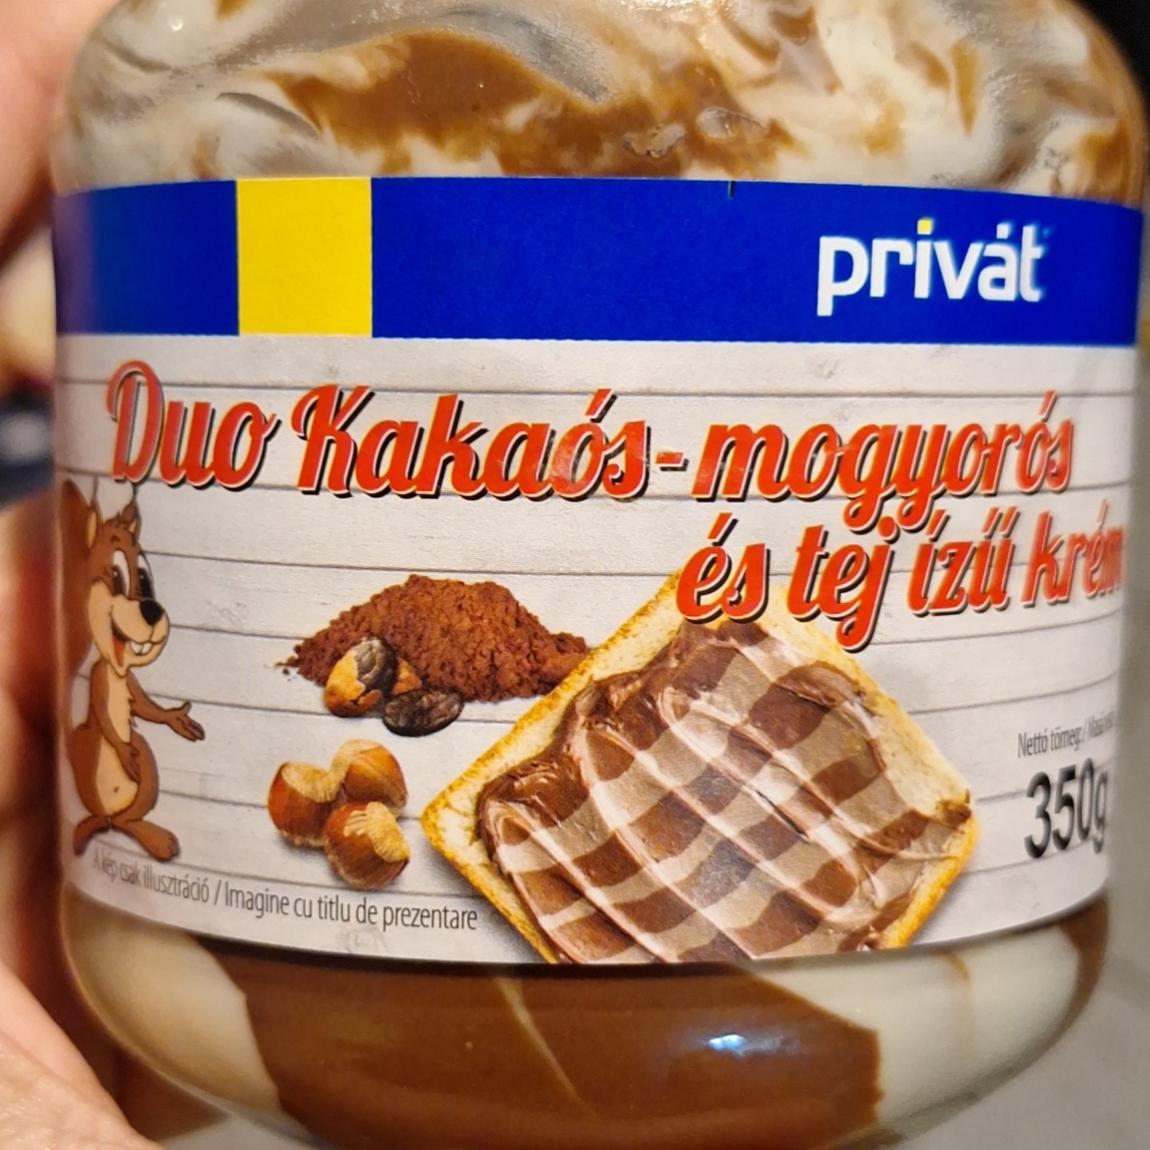 privát
Duo Kakaós-mogyorós
és tej ízű krém
Nettó tömeg: /
350g
A kép csak illusztráció / Imagine cu titlu de prezentare